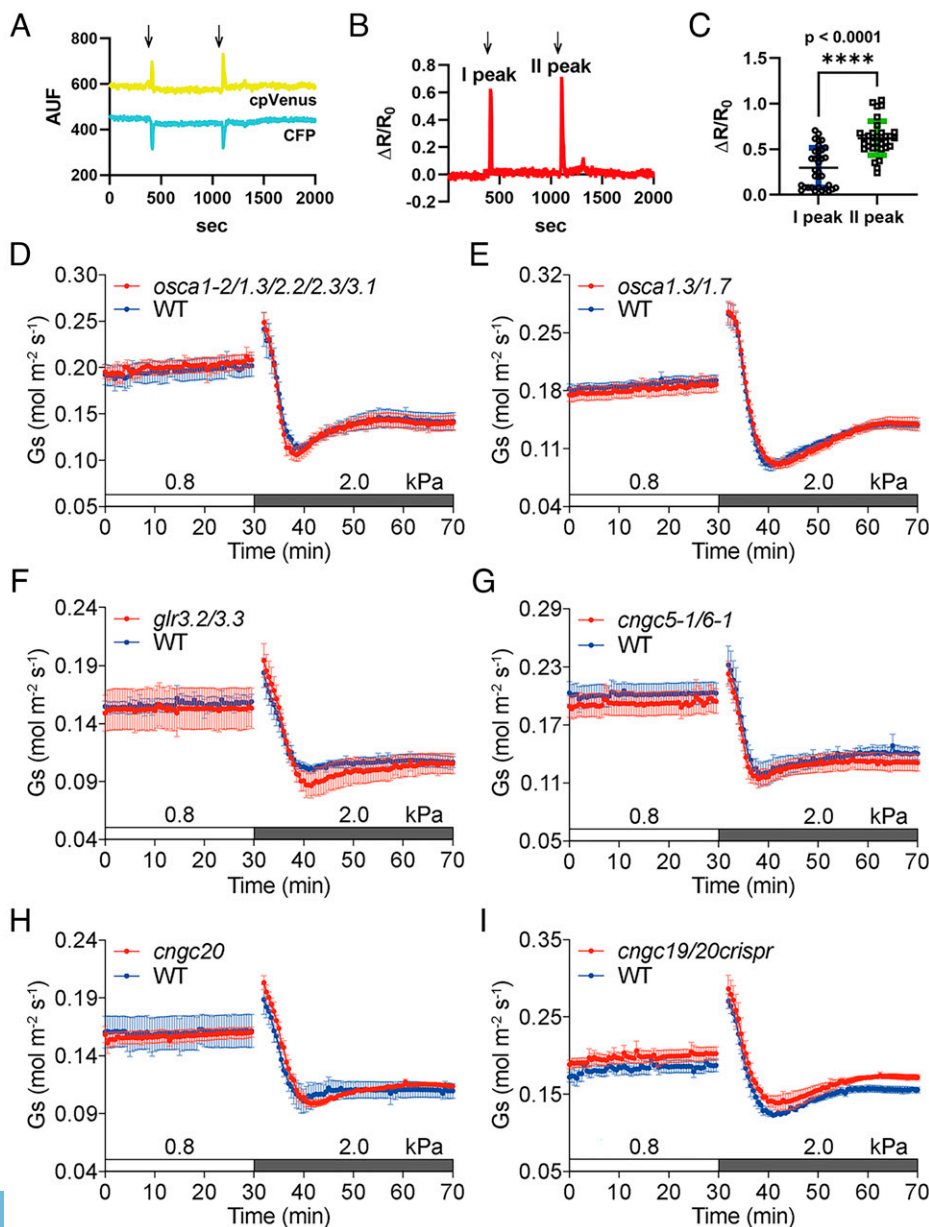 A
800
600
400
200
AUF
cpVenus
CFP
0 500 1000 1500 2000
sec
B
0.8
0.6
0.4
0.2
0.0
-0.2
ΔR/R0
I peak
II peak
500 1000 1500 2000
sec
C
p < 0.0001
****
1.5
1.0
0.5
0.0
ΔR/R0
I peak II peak
D
osca1-2/1.3/2.2/2.3/3.1
WT
0.30
0.25
0.20
0.15
0.10
0.05
Gs (mol m-2 s-1)
0.8 2.0 kPa
0 10 20 30 40 50 60 70
Time (min)
E
osca1.3/1.7
WT
0.32
0.25
0.18
0.11
0.04
Gs (mol m-2 s-1)
0.8 2.0 kPa
0 10 20 30 40 50 60 70
Time (min)
F
glr3.2/3.3
WT
0.24
0.19
0.14
0.09
0.04
Gs (mol m-2 s-1)
0.8 2.0 kPa
0 10 20 30 40 50 60 70
Time (min)
G
cngc5-1/6-1
WT
0.29
0.23
0.17
0.11
0.05
Gs (mol m-2 s-1)
0.8 2.0 kPa
0 10 20 30 40 50 60 70
Time (min)
H
cngc20
WT
0.24
0.19
0.14
0.09
0.04
Gs (mol m-2 s-1)
0.8 2.0 kPa
0 10 20 30 40 50 60 70
Time (min)
I
cngc19/20crispr
WT
0.35
0.25
0.15
0.05
Gs (mol m-2 s-1)
0.8 2.0 kPa
0 10 20 30 40 50 60 70
Time (min)